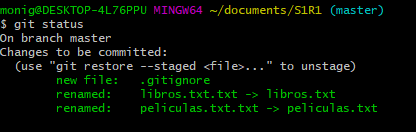 monig@DESKTOP-4L76PPU MINGW64 ~/documents/S1R1 (master)
$ git status
On branch master
Changes to be committed:
  (use "git restore --staged <file>..." to unstage)
        new file:   .gitignore
        renamed:    libros.txt.txt -> libros.txt
        renamed:    peliculas.txt.txt -> peliculas.txt